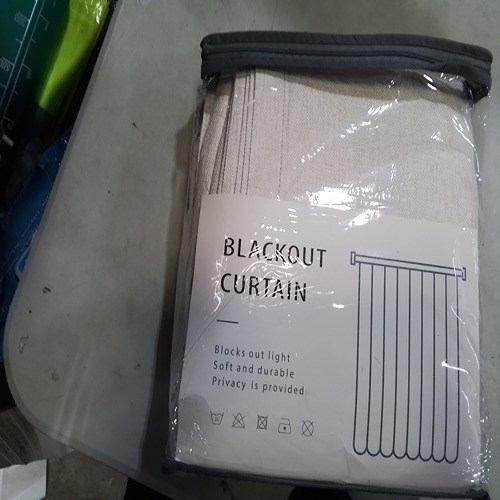 BLACKOUT
CURTAIN
Blocks out light
Soft and durable
Privacy is provided